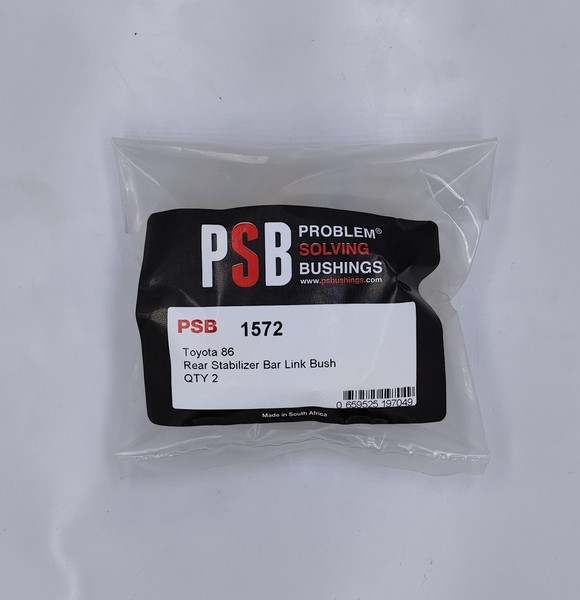 PSB
PROBLEM®
SOLVING
BUSHINGS
www.psbushings.com
PSB 1572
Toyota 86
Rear Stabilizer Bar Link Bush
QTY 2
0 659525 197049
Made in South Africa